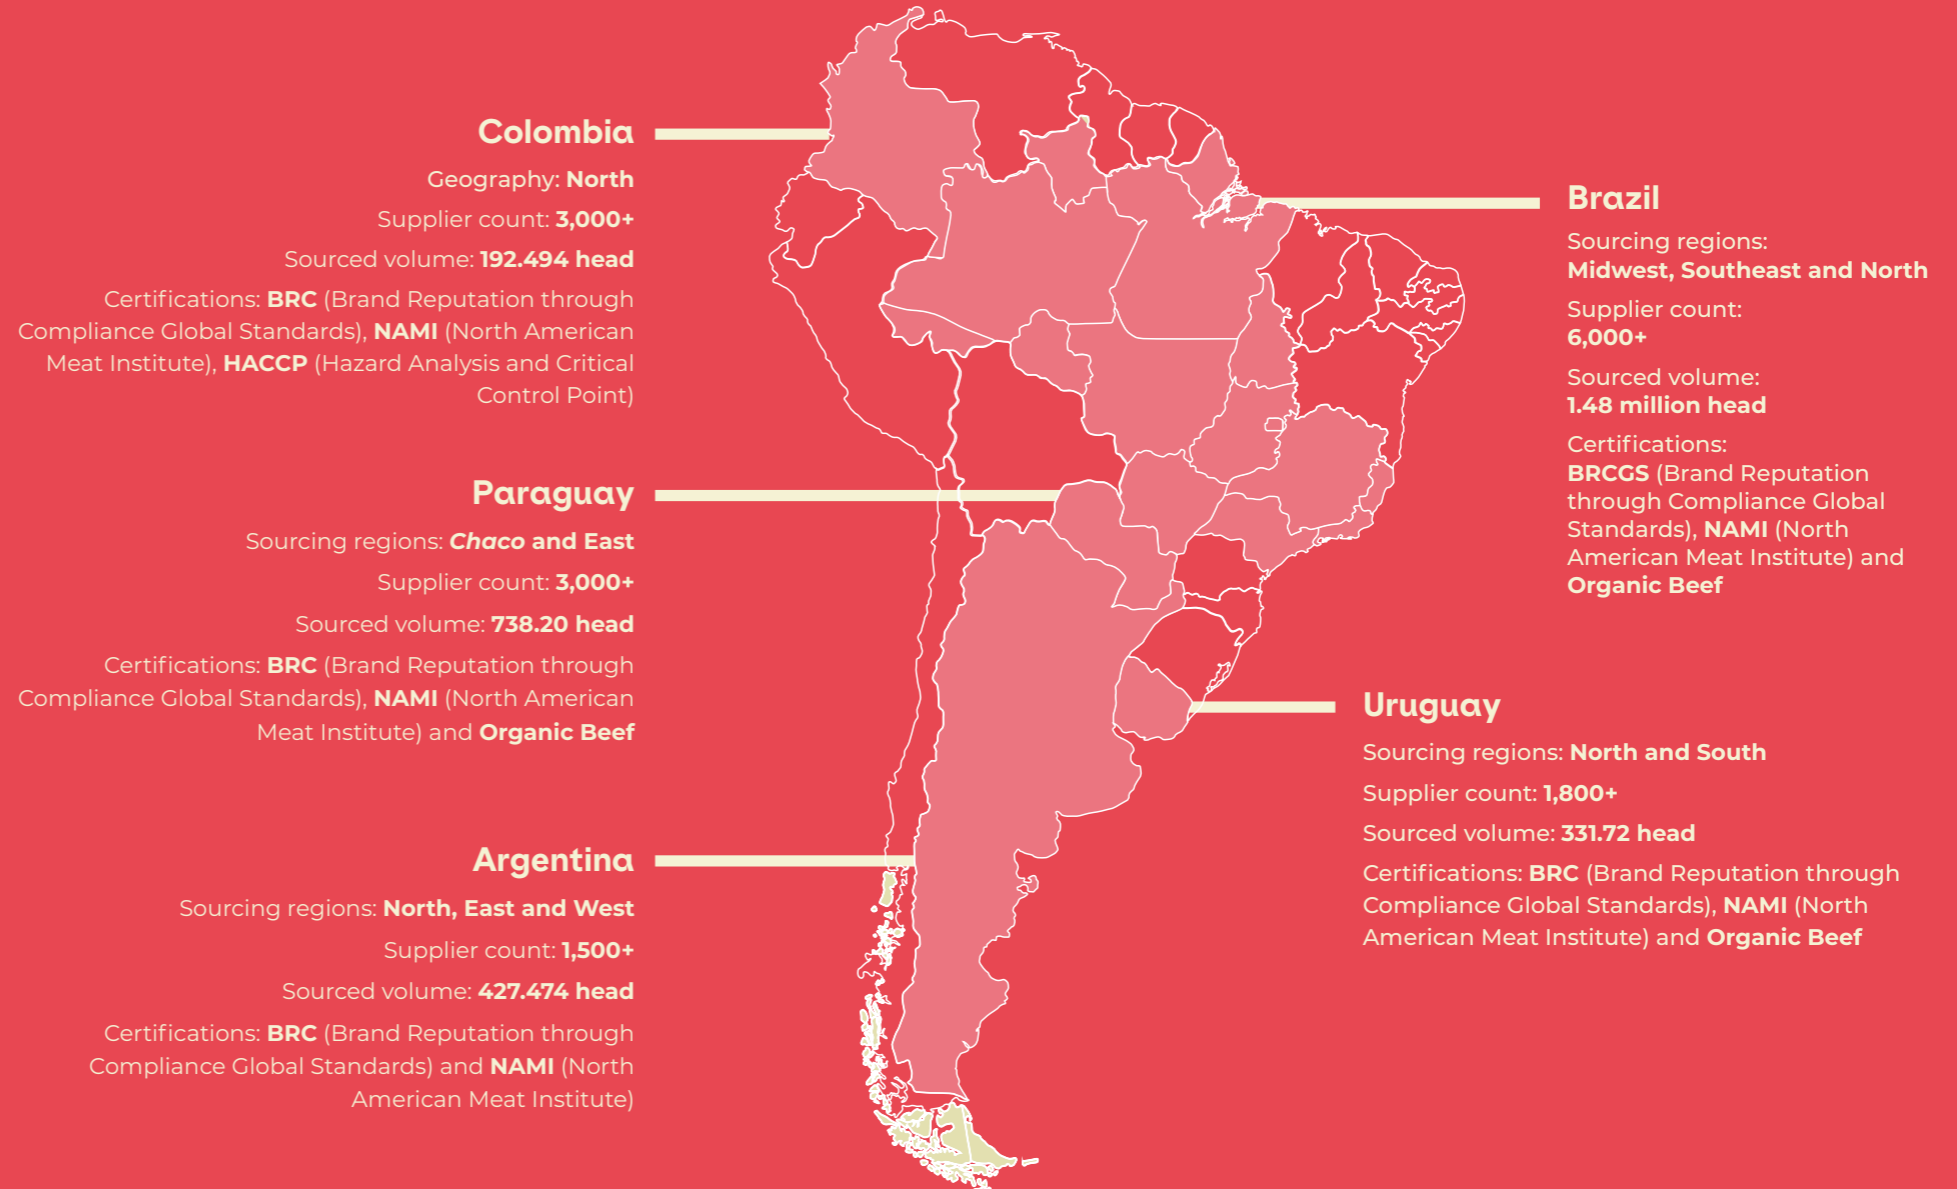 Colombia
Geography: North
Supplier count: 3,000+
Sourced volume: 192.494 head
Certifications: BRC (Brand Reputation through
Compliance Global Standards), NAMI (North American
Meat Institute), HACCP (Hazard Analysis and Critical
Control Point)
Paraguay
Sourcing regions: Chaco and East
Supplier count: 3,000+
Sourced volume: 738.20 head
Certifications: BRC (Brand Reputation through
Compliance Global Standards), NAMI (North American
Meat Institute) and Organic Beef
Argentina
Sourcing regions: North, East and West
Supplier count: 1,500+
Sourced volume: 427.474 head
Certifications: BRC (Brand Reputation through
Compliance Global Standards) and NAMI (North
American Meat Institute)
Brazil
Sourcing regions:
Midwest, Southeast and North
Supplier count:
6,000+
Sourced volume:
1.48 million head
Certifications:
BRCGS (Brand Reputation
through Compliance Global
Standards), NAMI (North
American Meat Institute) and
Organic Beef
Uruguay
Sourcing regions: North and South
Supplier count: 1,800+
Sourced volume: 331.72 head
Certifications: BRC (Brand Reputation through
Compliance Global Standards), NAMI (North
American Meat Institute) and Organic Beef